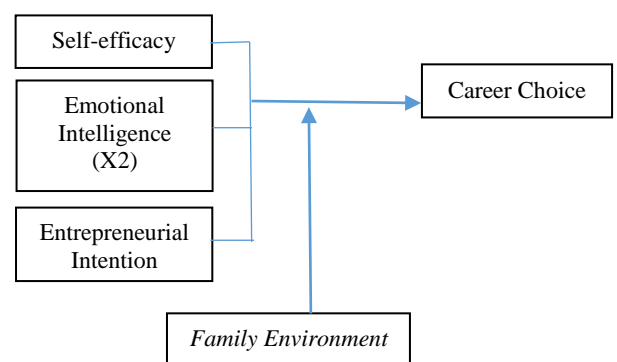 Self-efficacy
Emotional
Intelligence
(X2)
Entrepreneurial
Intention
Career Choice
Family Environment